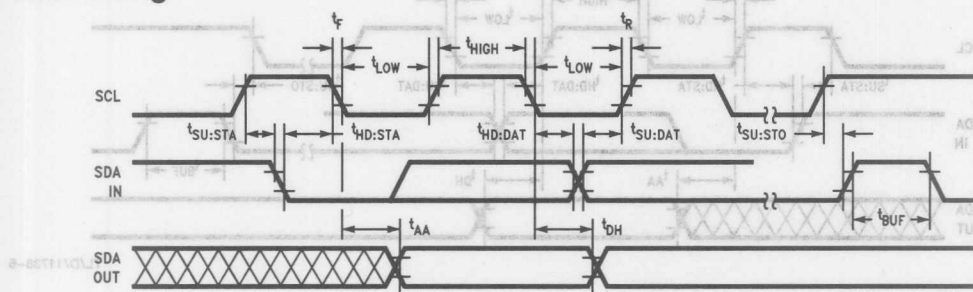 tF
tR
tHIGH
tLOW
tLOW
SCL
tSU:STA
tHD:STA
tHD:DAT
tSU:DAT
tSU:STO
SDA
IN
tBUF
tAA
tDH
SDA
OUT